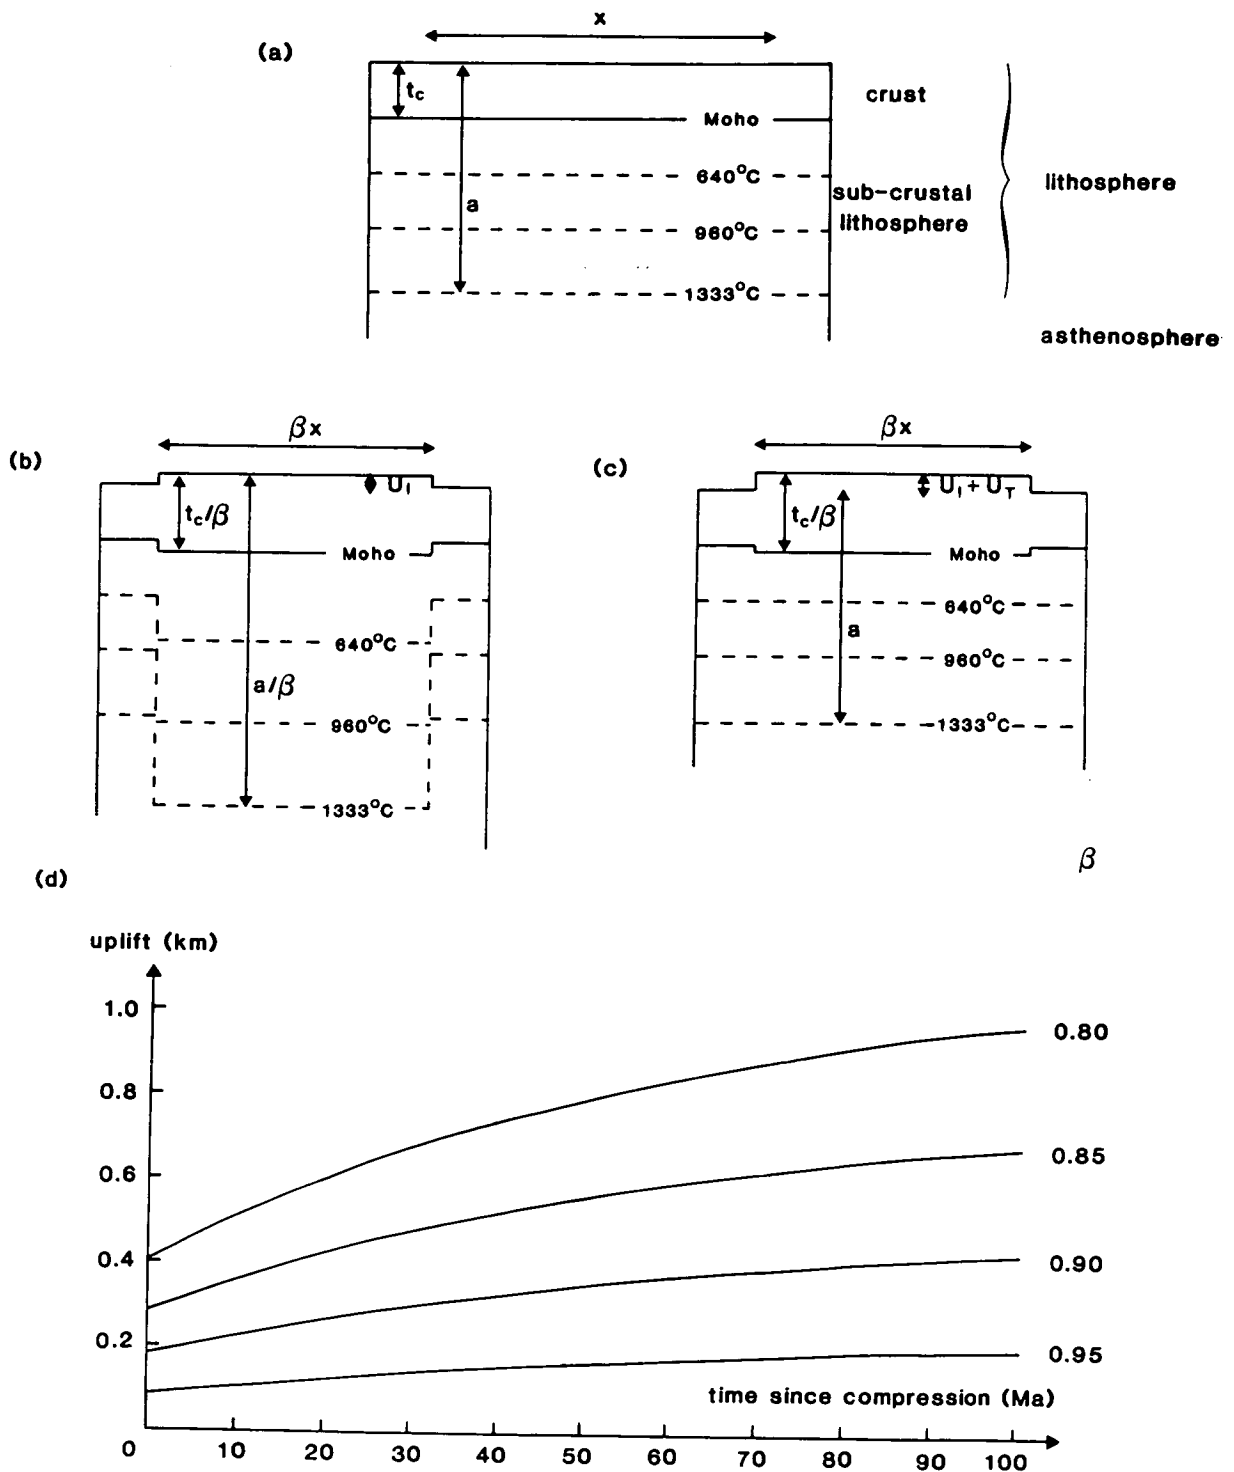 x
(a)
t_c
crust
Moho
640°C
a
sub-crustal
lithosphere
lithosphere
960°C
1333°C
asthenosphere
βx
(b)
U_I
t_c/β
Moho
640°C
a/β
960°C
1333°C
βx
(c)
U_I + U_T
t_c/β
Moho
640°C
a
960°C
1333°C
β
(d)
uplift (km)
1.0
0.80
0.8
0.85
0.6
0.4
0.90
0.2
0.95
time since compression (Ma)
0 10 20 30 40 50 60 70 80 90 100